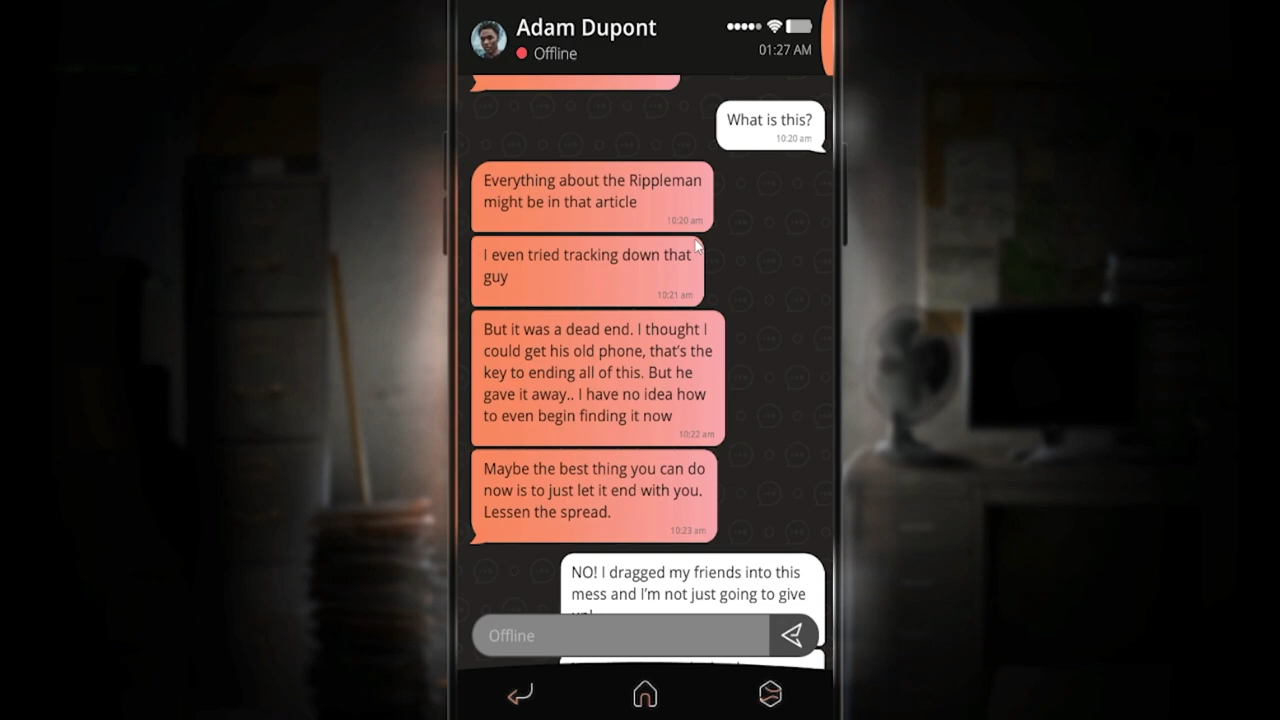 Adam Dupont
Offline
01:27 AM
What is this?
10:20 am
Everything about the Rippleman
might be in that article
10:20 am
I even tried tracking down that
guy
10:21 am
But it was a dead end. I thought I
could get his old phone, that's the
key to ending all of this. But he
gave it away.. I have no idea how
to even begin finding it now
10:22 am
Maybe the best thing you can do
now is to just let it end with you.
Lessen the spread.
10:23 am
NO! I dragged my friends into this
mess and I'm not just going to give
Offline